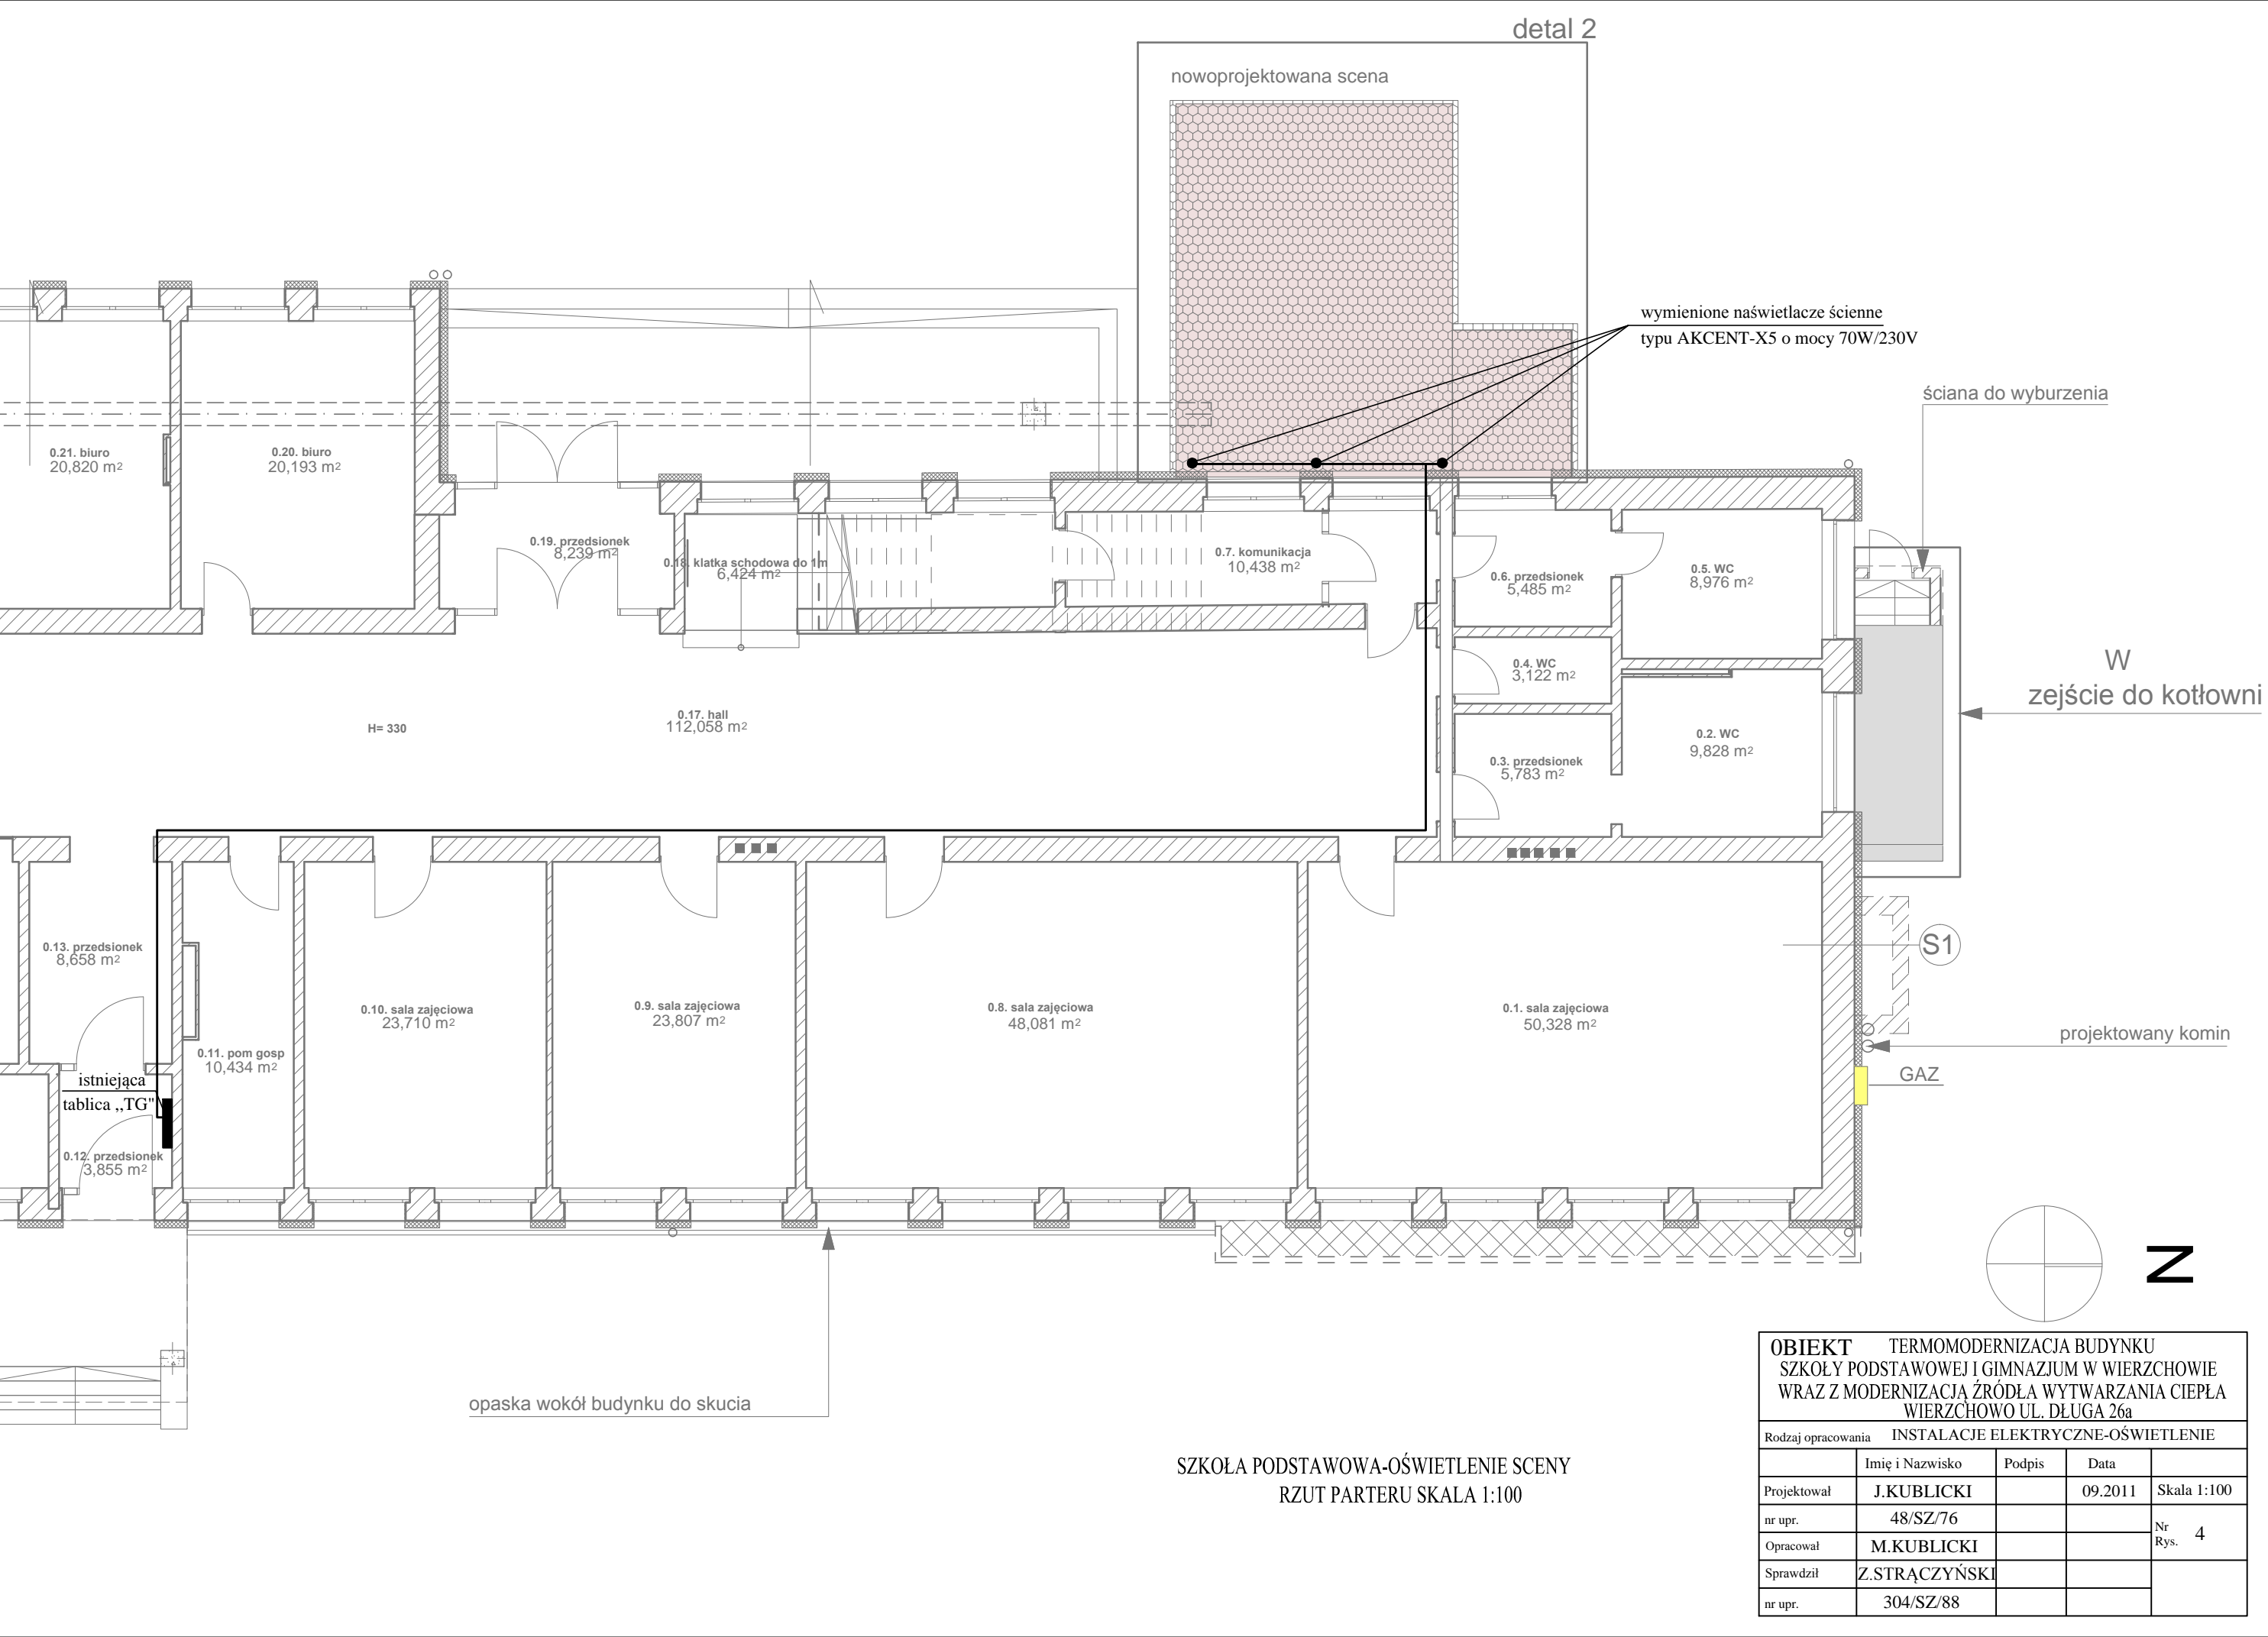 detal 2
nowoprojektowana scena
wymienione naświetlacze ścienne
typu AKCENT-X5 o mocy 70W/230V
ściana do wyburzenia
0.21. biuro
20,820 m2
0.20. biuro
20,193 m2
0.19. przedsionek
8,239 m2
0.18. klatka schodowa do 1m
6,424 m2
0.7. komunikacja
10,438 m2
0.6. przedsionek
5,485 m2
0.5. WC
8,976 m2
0.4. WC
3,122 m2
W
zejście do kotłowni
H= 330
0.17. hall
112,058 m2
0.3. przedsionek
5,783 m2
0.2. WC
9,828 m2
0.13. przedsionek
8,658 m2
S1
0.10. sala zajęciowa
23,710 m2
0.9. sala zajęciowa
23,807 m2
0.8. sala zajęciowa
48,081 m2
0.1. sala zajęciowa
50,328 m2
projektowany komin
0.11. pom gosp
10,434 m2
GAZ
istniejąca
tablica ,,TG"
0.12. przedsionek
3,855 m2
N
opaska wokół budynku do skucia
SZKOŁA PODSTAWOWA-OŚWIETLENIE SCENY
RZUT PARTERU SKALA 1:100
0BIEKT TERMOMODERNIZACJA BUDYNKU
SZKOŁY PODSTAWOWEJ I GIMNAZJUM W WIERZCHOWIE
WRAZ Z MODERNIZACJĄ ŹRÓDŁA WYTWARZANIA CIEPŁA
WIERZCHOWO UL. DŁUGA 26a
Rodzaj opracowania INSTALACJE ELEKTRYCZNE-OŚWIETLENIE
Imię i Nazwisko Podpis Data
Projektował J.KUBLICKI 09.2011 Skala 1:100
nr upr. 48/SZ/76
Nr
Rys. 4
Opracował M.KUBLICKI
Sprawdził Z.STRĄCZYŃSKI
nr upr. 304/SZ/88